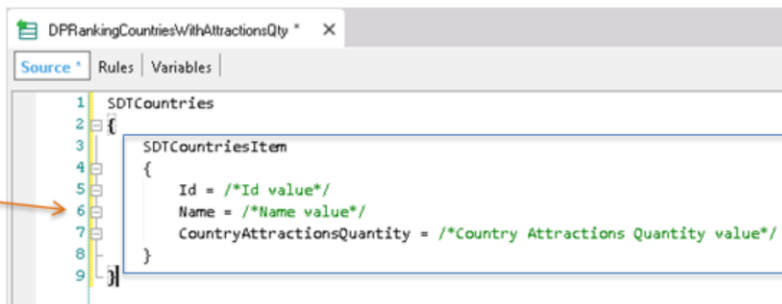 DPRankingCountriesWithAttractionsQty * X
Source * Rules Variables
1 SDTCountries
2 {
3 SDTCountriesItem
4 {
5 Id = /*Id value*/
6 Name = /*Name value*/
7 CountryAttractionsQuantity = /*Country Attractions Quantity value*/
8 }
9 }